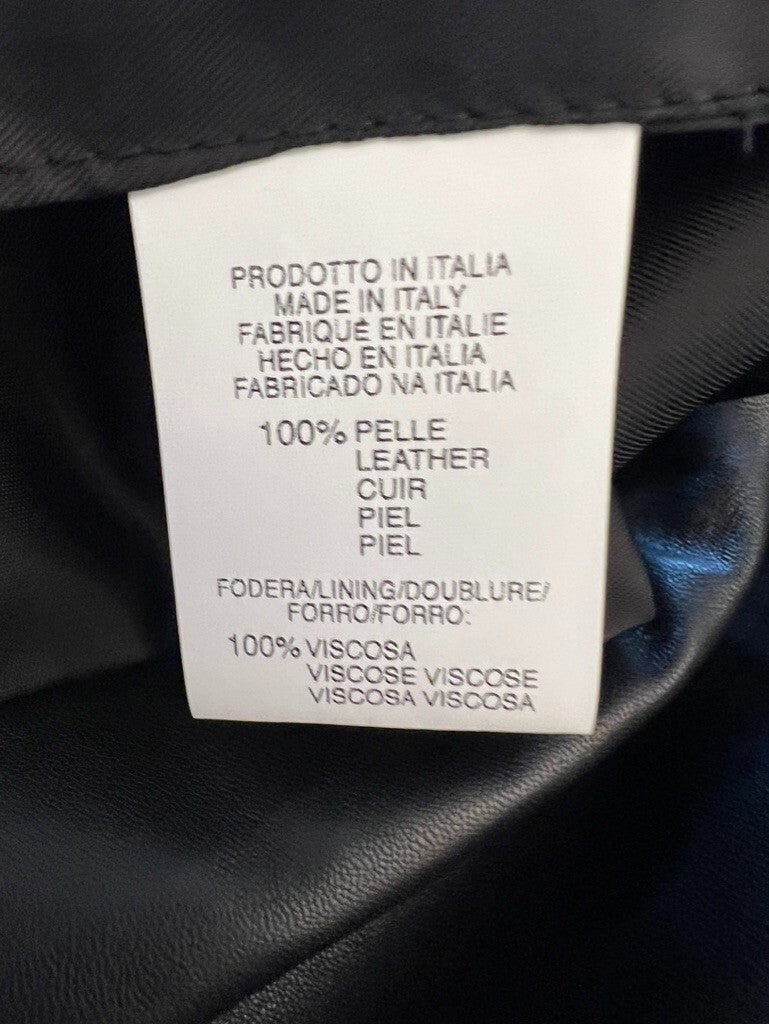 PRODOTTO IN ITALIA
MADE IN ITALY
FABRIQUÉ EN ITALIE
HECHO EN ITALIA
FABRICADO NA ITALIA
100% PELLE
LEATHER
CUIR
PIEL
PIEL
FODERA/LINING/DOUBLURE/
FORRO/FORRO:
100% VISCOSA
VISCOSE VISCOSE
VISCOSA VISCOSA